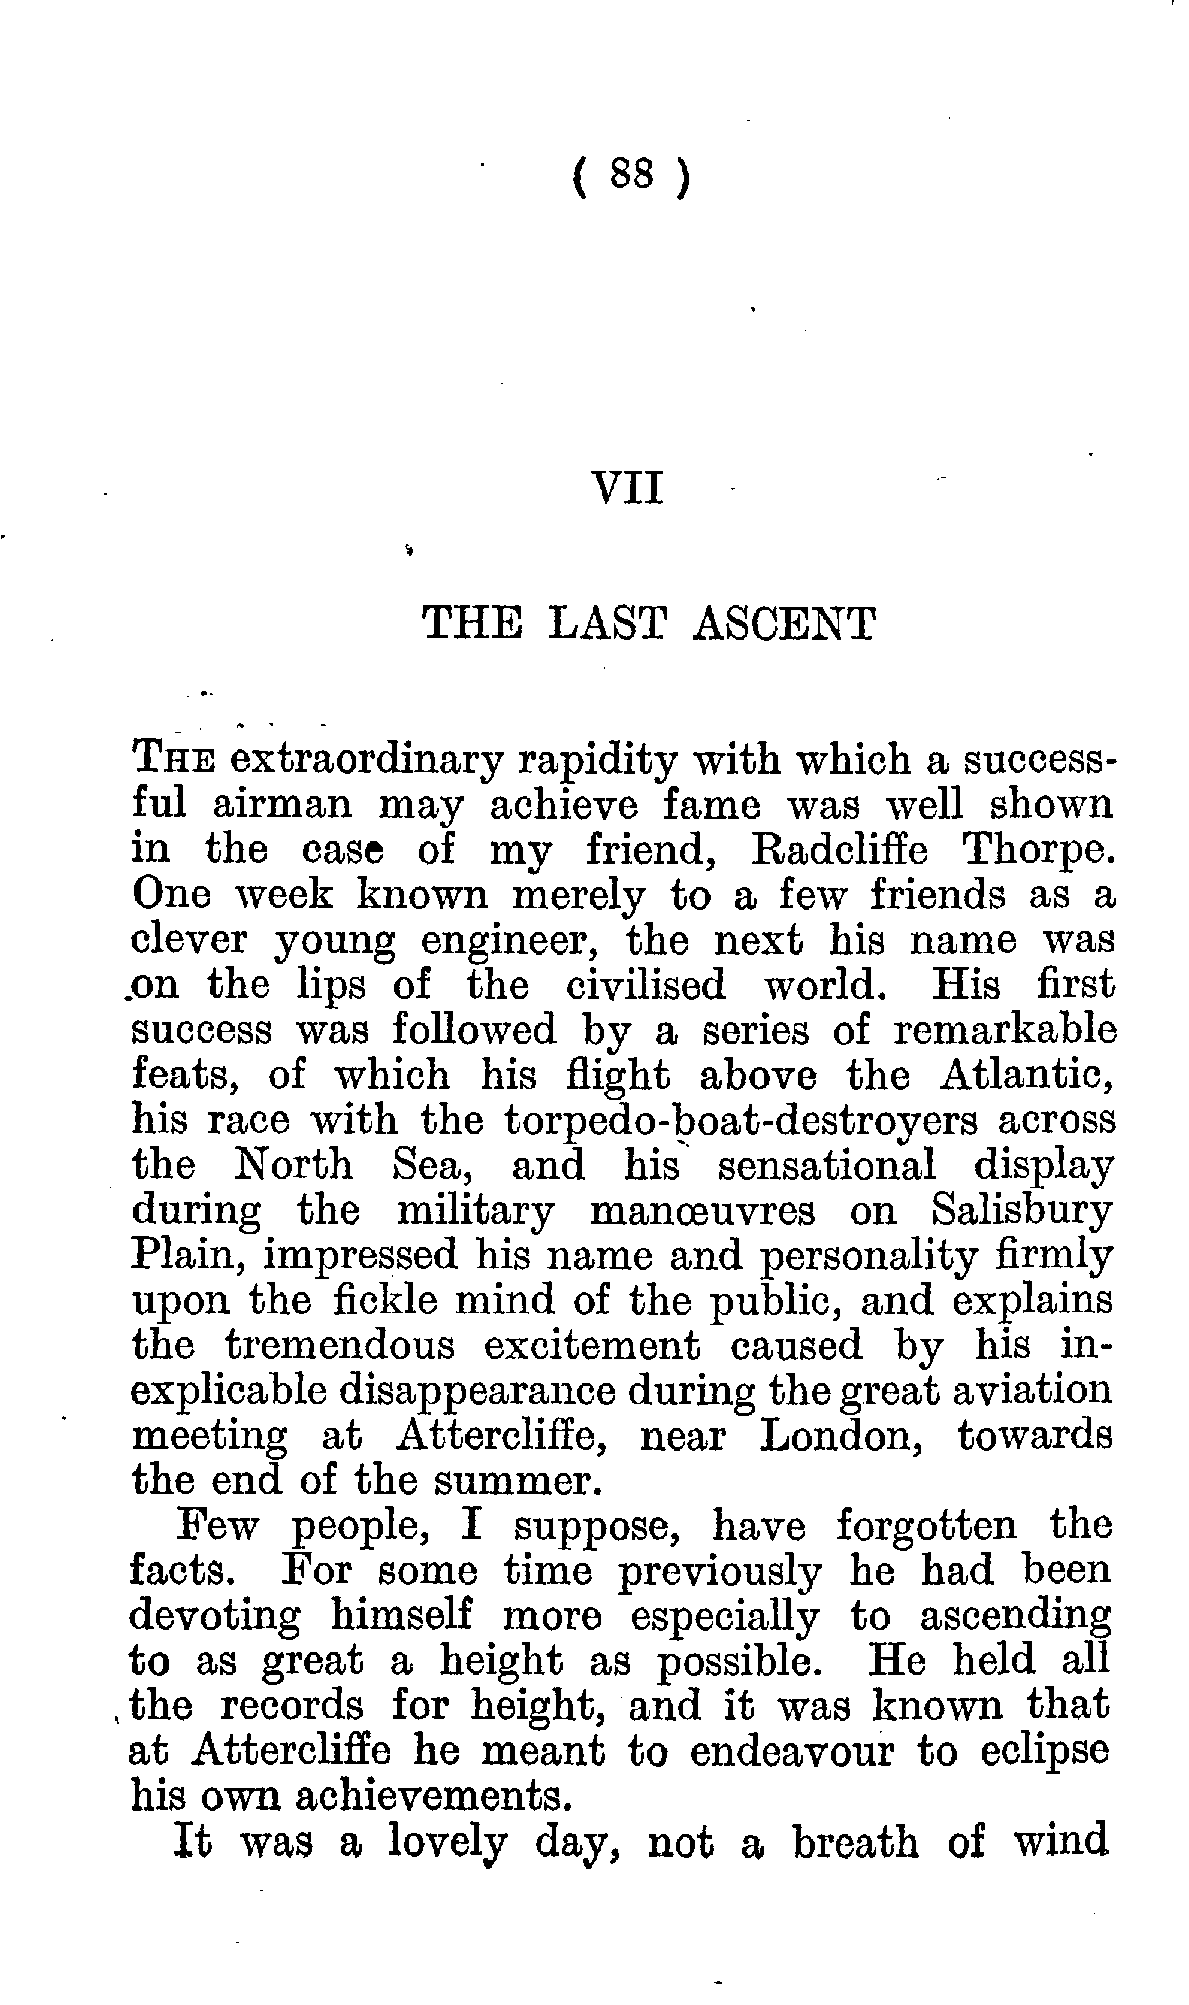 ( 88 )
VII
THE LAST ASCENT
THE extraordinary rapidity with which a success-
ful airman may achieve fame was well shown
in the case of my friend, Radcliffe Thorpe.
One week known merely to a few friends as a
clever young engineer, the next his name was
on the lips of the civilised world. His first
success was followed by a series of remarkable
feats, of which his flight above the Atlantic,
his race with the torpedo-boat-destroyers across
the North Sea, and his sensational display
during the military manœuvres on Salisbury
Plain, impressed his name and personality firmly
upon the fickle mind of the public, and explains
the tremendous excitement caused by his in-
explicable disappearance during the great aviation
meeting at Attercliffe, near London, towards
the end of the summer.
Few people, I suppose, have forgotten the
facts. For some time previously he had been
devoting himself more especially to ascending
to as great a height as possible. He held all
the records for height, and it was known that
at Attercliffe he meant to endeavour to eclipse
his own achievements.
It was a lovely day, not a breath of wind